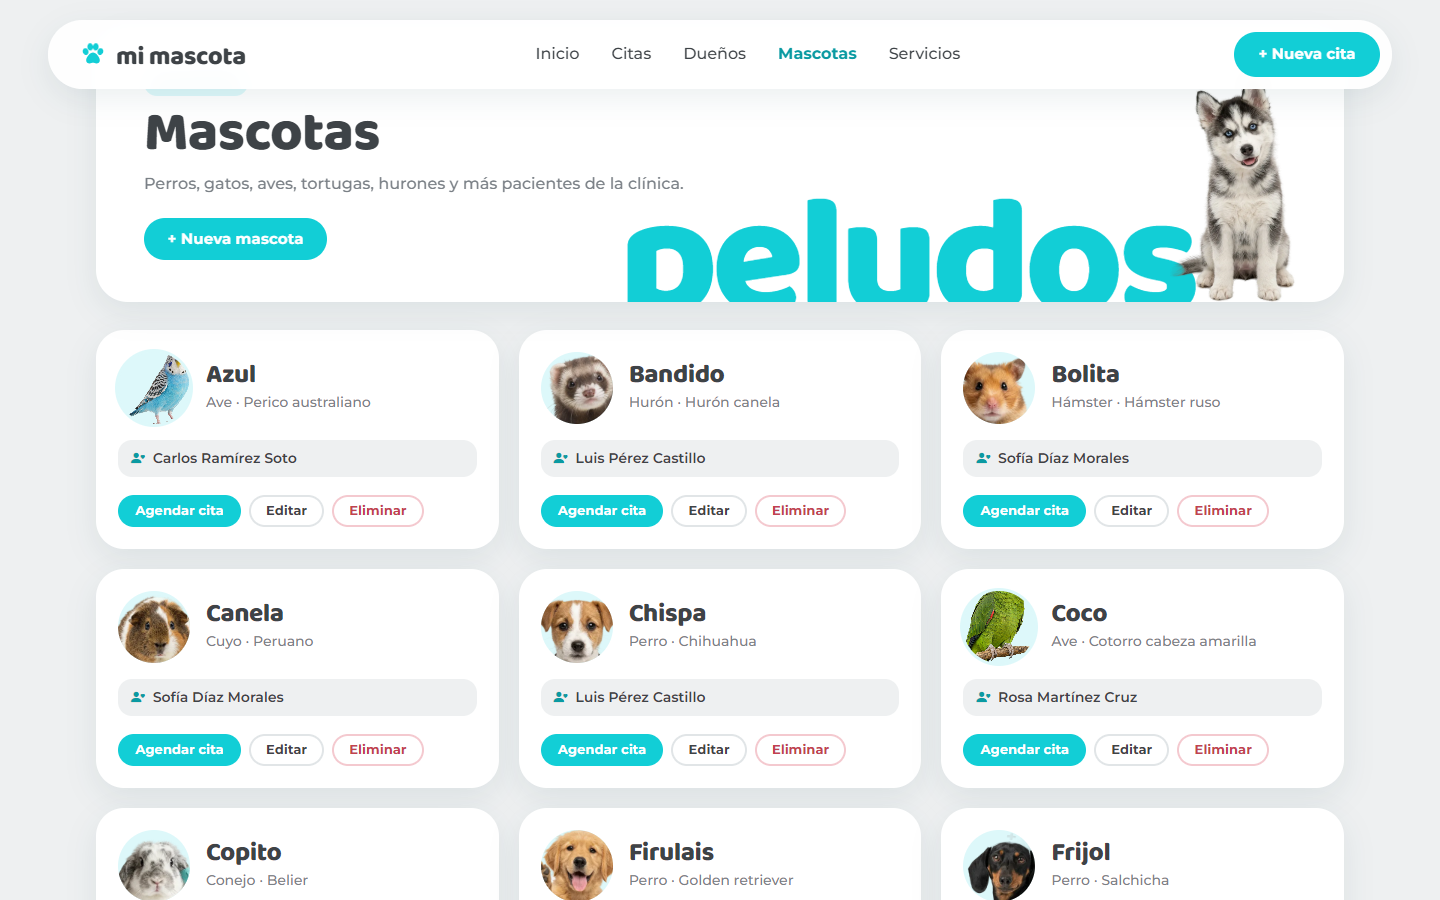 mi mascota
Inicio
Citas
Dueños
Mascotas
Servicios
+ Nueva cita
Mascotas
Perros, gatos, aves, tortugas, hurones y más pacientes de la clínica.
+ Nueva mascota
peludos
Azul
Ave · Perico australiano
Carlos Ramírez Soto
Agendar cita
Editar
Eliminar
Bandido
Hurón · Hurón canela
Luis Pérez Castillo
Agendar cita
Editar
Eliminar
Bolita
Hámster · Hámster ruso
Sofía Díaz Morales
Agendar cita
Editar
Eliminar
Canela
Cuyo · Peruano
Sofía Díaz Morales
Agendar cita
Editar
Eliminar
Chispa
Perro · Chihuahua
Luis Pérez Castillo
Agendar cita
Editar
Eliminar
Coco
Ave · Cotorro cabeza amarilla
Rosa Martínez Cruz
Agendar cita
Editar
Eliminar
Copito
Conejo · Belier
Firulais
Perro · Golden retriever
Frijol
Perro · Salchicha